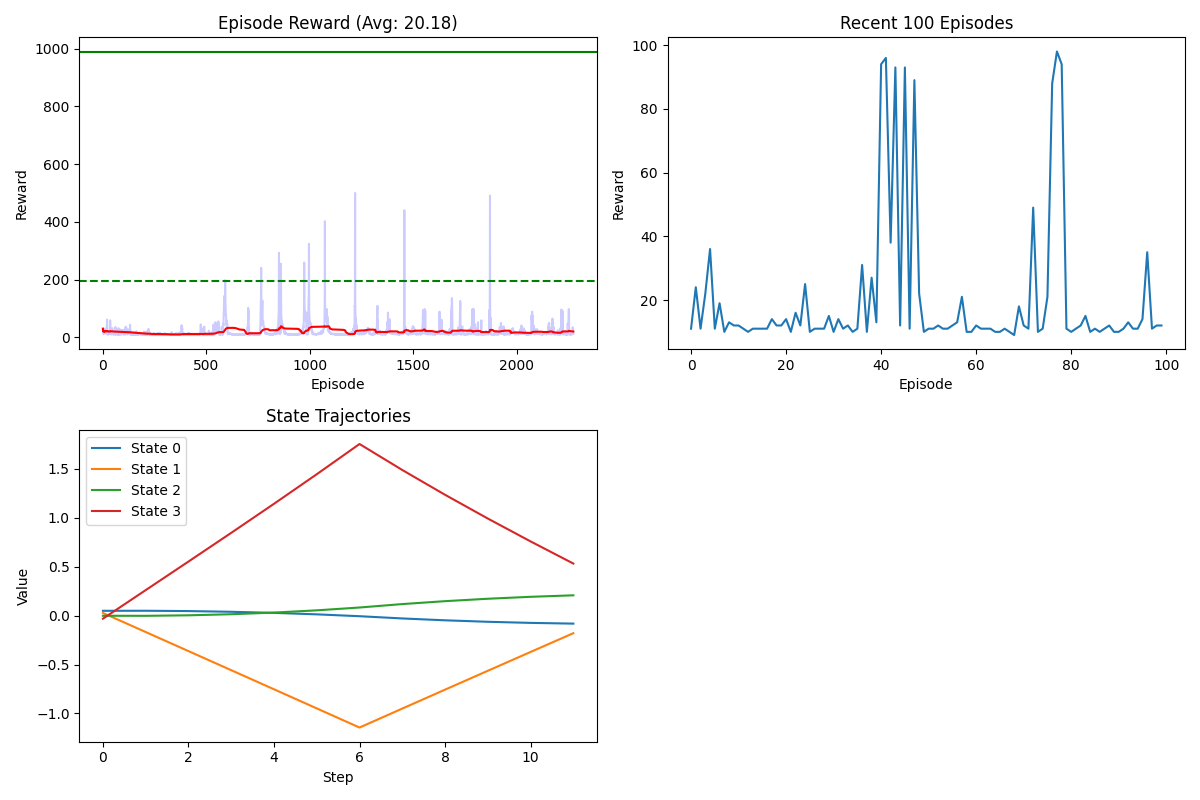 Episode Reward (Avg: 20.18)
Reward
1000
800
600
400
200
0
0 500 1000 1500 2000
Episode
Recent 100 Episodes
Reward
100
80
60
40
20
0 20 40 60 80 100
Episode
State Trajectories
Value
State 0
State 1
State 2
State 3
1.5
1.0
0.5
0.0
−0.5
−1.0
0 2 4 6 8 10
Step